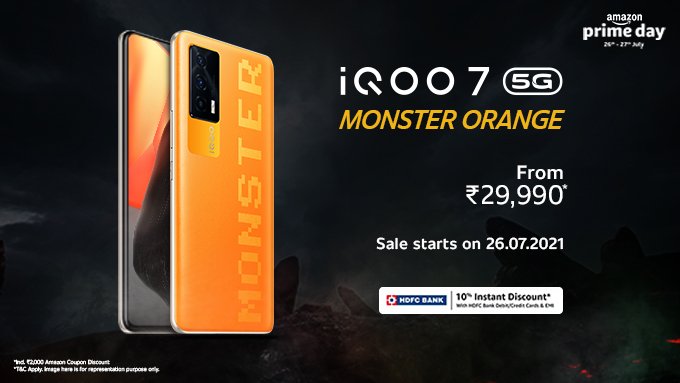 amazon
prime day
26th - 27th July
iQOO 7 5G
MONSTER ORANGE
From
₹29,990*
Sale starts on 26.07.2021
HDFC BANK
10% Instant Discount*
With HDFC Bank Debit/Credit Cards & EMI
MONSTER
iQOO
*Incl. ₹2,000 Amazon Coupon Discount
*T&C Apply. Image here is for representation purpose only.